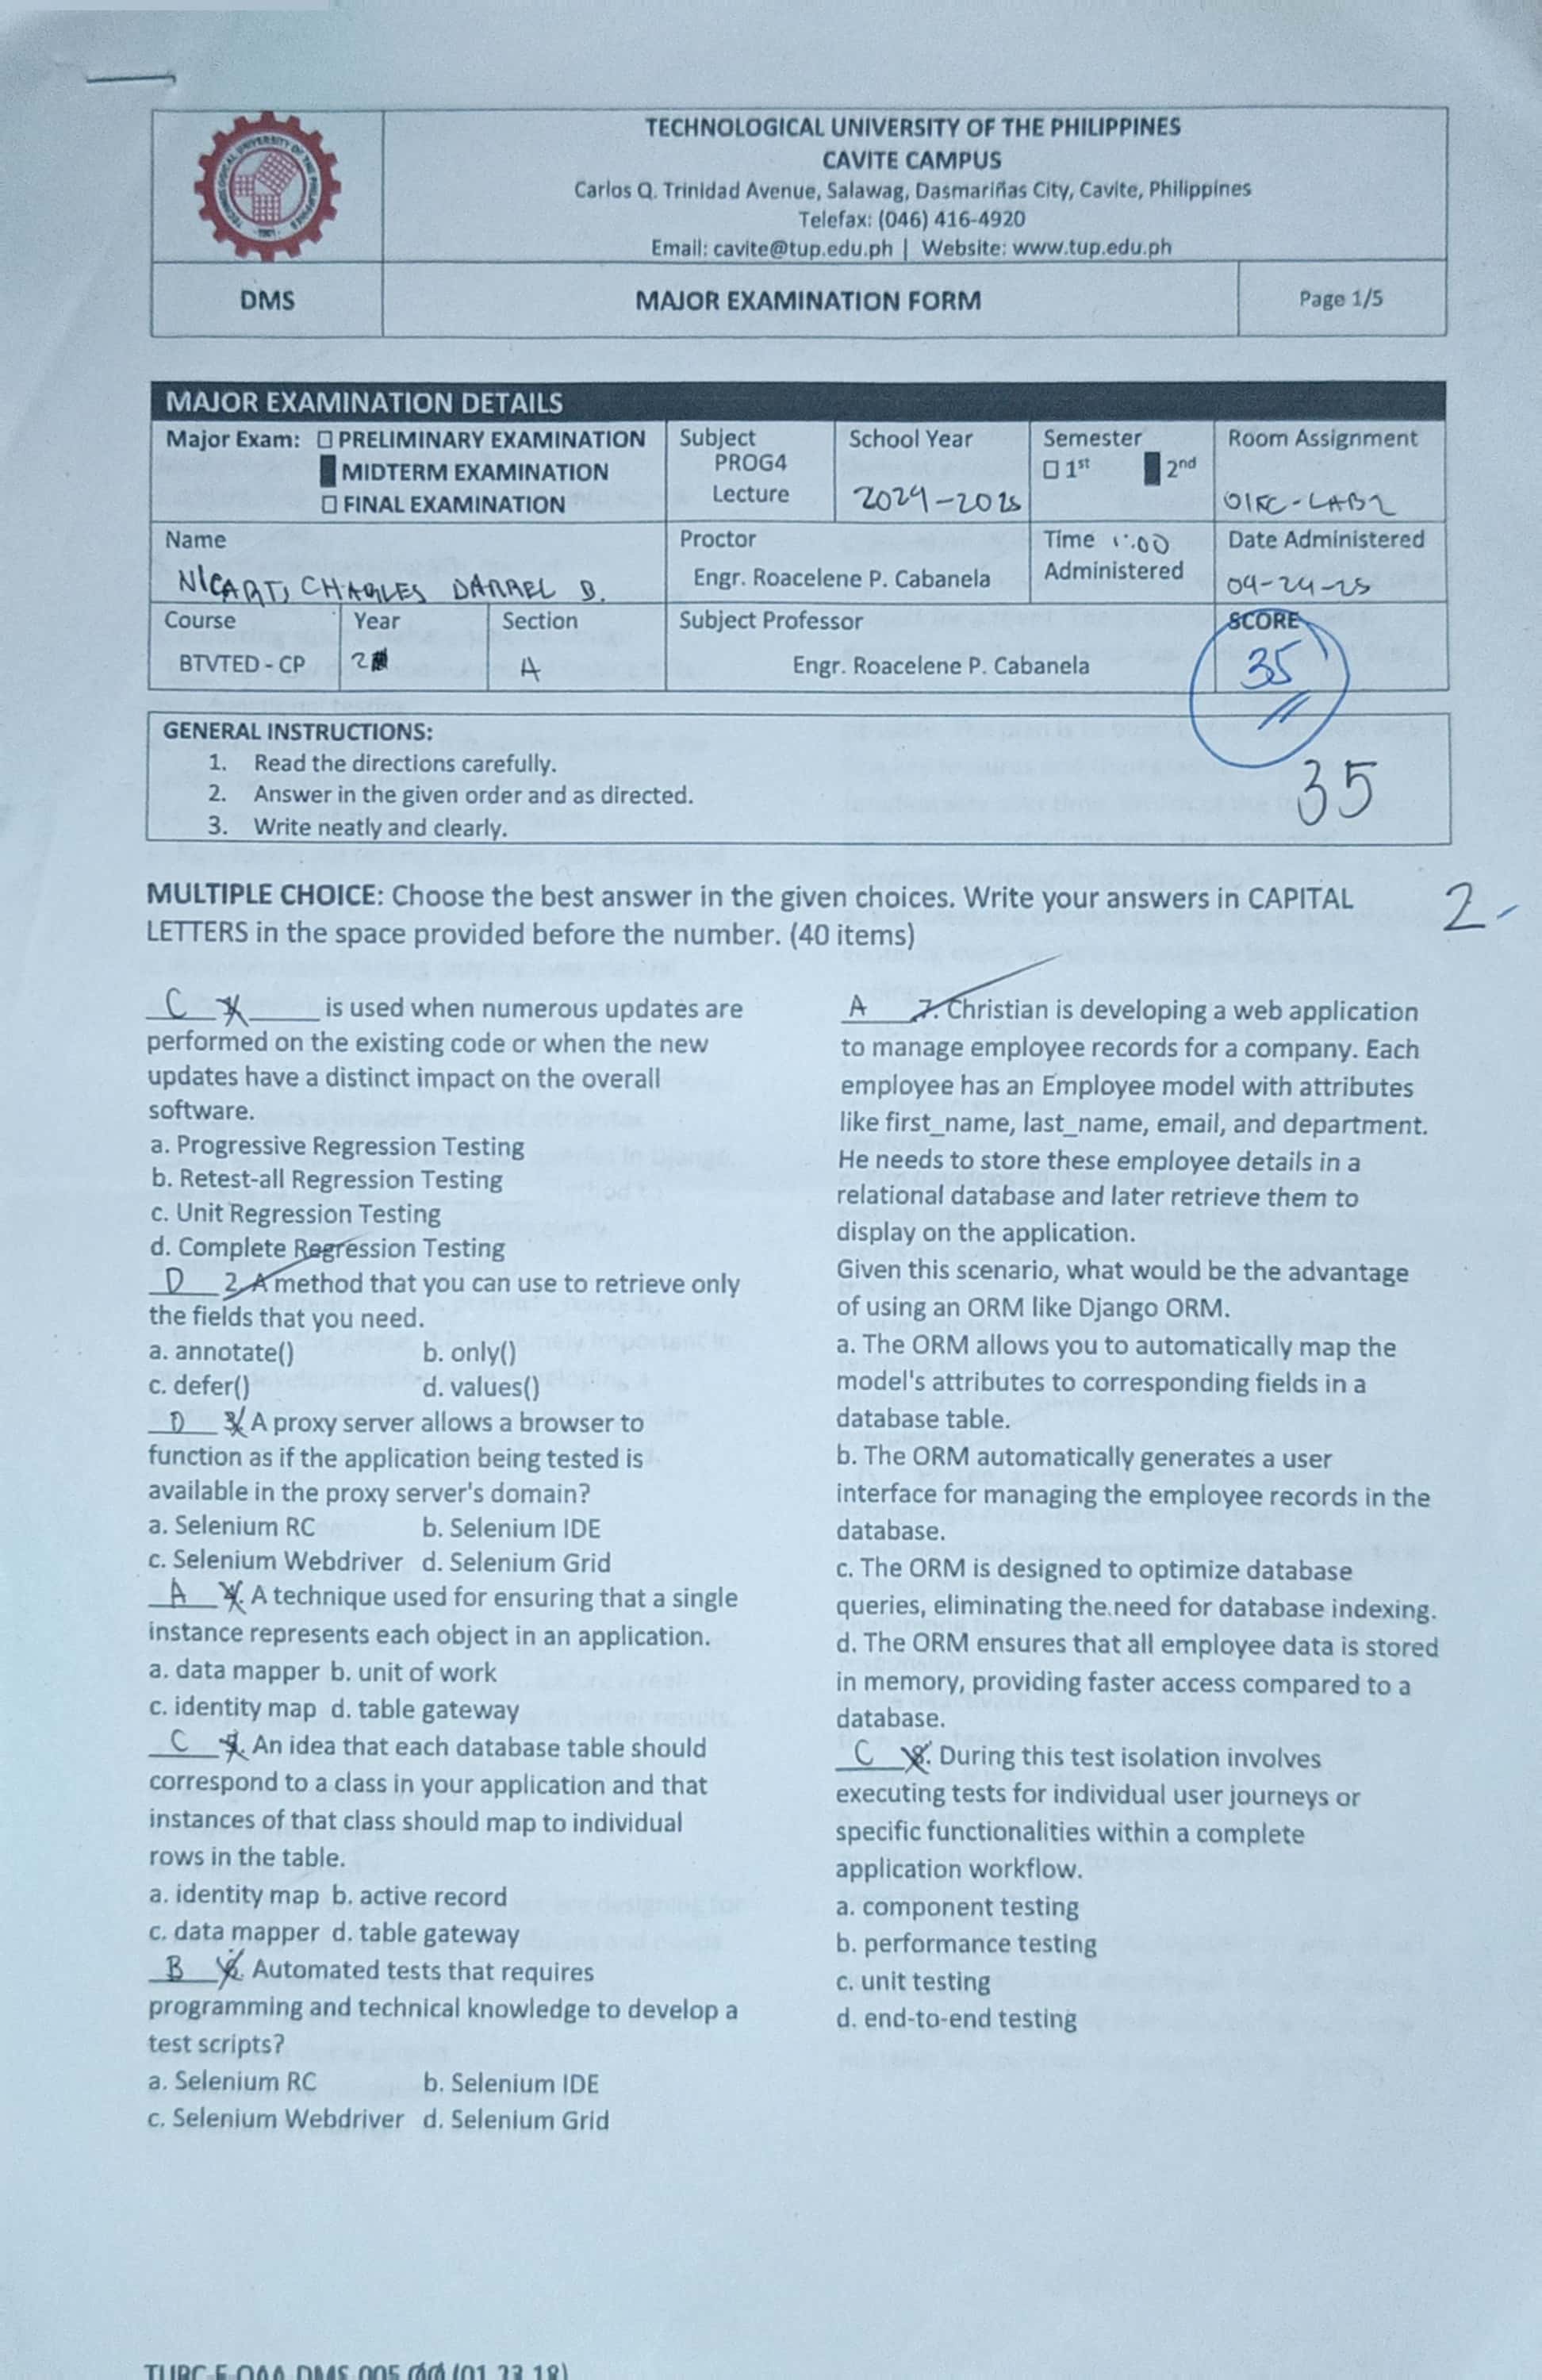 TECHNOLOGICAL UNIVERSITY OF THE PHILIPPINES
CAVITE CAMPUS
Carlos Q. Trinidad Avenue, Salawag, Dasmariñas City, Cavite, Philippines
Telefax: (046) 416-4920
Email: cavite@tup.edu.ph | Website: www.tup.edu.ph
DMS
MAJOR EXAMINATION FORM
Page 1/5
MAJOR EXAMINATION DETAILS
Major Exam: ☐ PRELIMINARY EXAMINATION
MIDTERM EXAMINATION
☐ FINAL EXAMINATION
Subject
PROG4
Lecture
School Year
2024-2025
Semester
☐ 1st 2nd
Room Assignment
Name
NICART, CHARLES DARREL B.
Proctor
Engr. Roacelene P. Cabanela
Time 1:00
Administered
Date Administered
04-24-25
Course
BTVTED - CP
Year
2
Section
A
Subject Professor
Engr. Roacelene P. Cabanela
SCORE
35
GENERAL INSTRUCTIONS:
1. Read the directions carefully.
2. Answer in the given order and as directed.
3. Write neatly and clearly.
35
MULTIPLE CHOICE: Choose the best answer in the given choices. Write your answers in CAPITAL
LETTERS in the space provided before the number. (40 items)
2
C 1. ______ is used when numerous updates are
performed on the existing code or when the new
updates have a distinct impact on the overall
software.
a. Progressive Regression Testing
b. Retest-all Regression Testing
c. Unit Regression Testing
d. Complete Regression Testing
D 2. A method that you can use to retrieve only
the fields that you need.
a. annotate() b. only()
c. defer() d. values()
D 3. A proxy server allows a browser to
function as if the application being tested is
available in the proxy server's domain?
a. Selenium RC b. Selenium IDE
c. Selenium Webdriver d. Selenium Grid
A 4. A technique used for ensuring that a single
instance represents each object in an application.
a. data mapper b. unit of work
c. identity map d. table gateway
C 5. An idea that each database table should
correspond to a class in your application and that
instances of that class should map to individual
rows in the table.
a. identity map b. active record
c. data mapper d. table gateway
B 6. Automated tests that requires
programming and technical knowledge to develop a
test scripts?
a. Selenium RC b. Selenium IDE
c. Selenium Webdriver d. Selenium Grid
A 7. Christian is developing a web application
to manage employee records for a company. Each
employee has an Employee model with attributes
like first_name, last_name, email, and department.
He needs to store these employee details in a
relational database and later retrieve them to
display on the application.
Given this scenario, what would be the advantage
of using an ORM like Django ORM.
a. The ORM allows you to automatically map the
model's attributes to corresponding fields in a
database table.
b. The ORM automatically generates a user
interface for managing the employee records in the
database.
c. The ORM is designed to optimize database
queries, eliminating the need for database indexing.
d. The ORM ensures that all employee data is stored
in memory, providing faster access compared to a
database.
C 8. During this test isolation involves
executing tests for individual user journeys or
specific functionalities within a complete
application workflow.
a. component testing
b. performance testing
c. unit testing
d. end-to-end testing